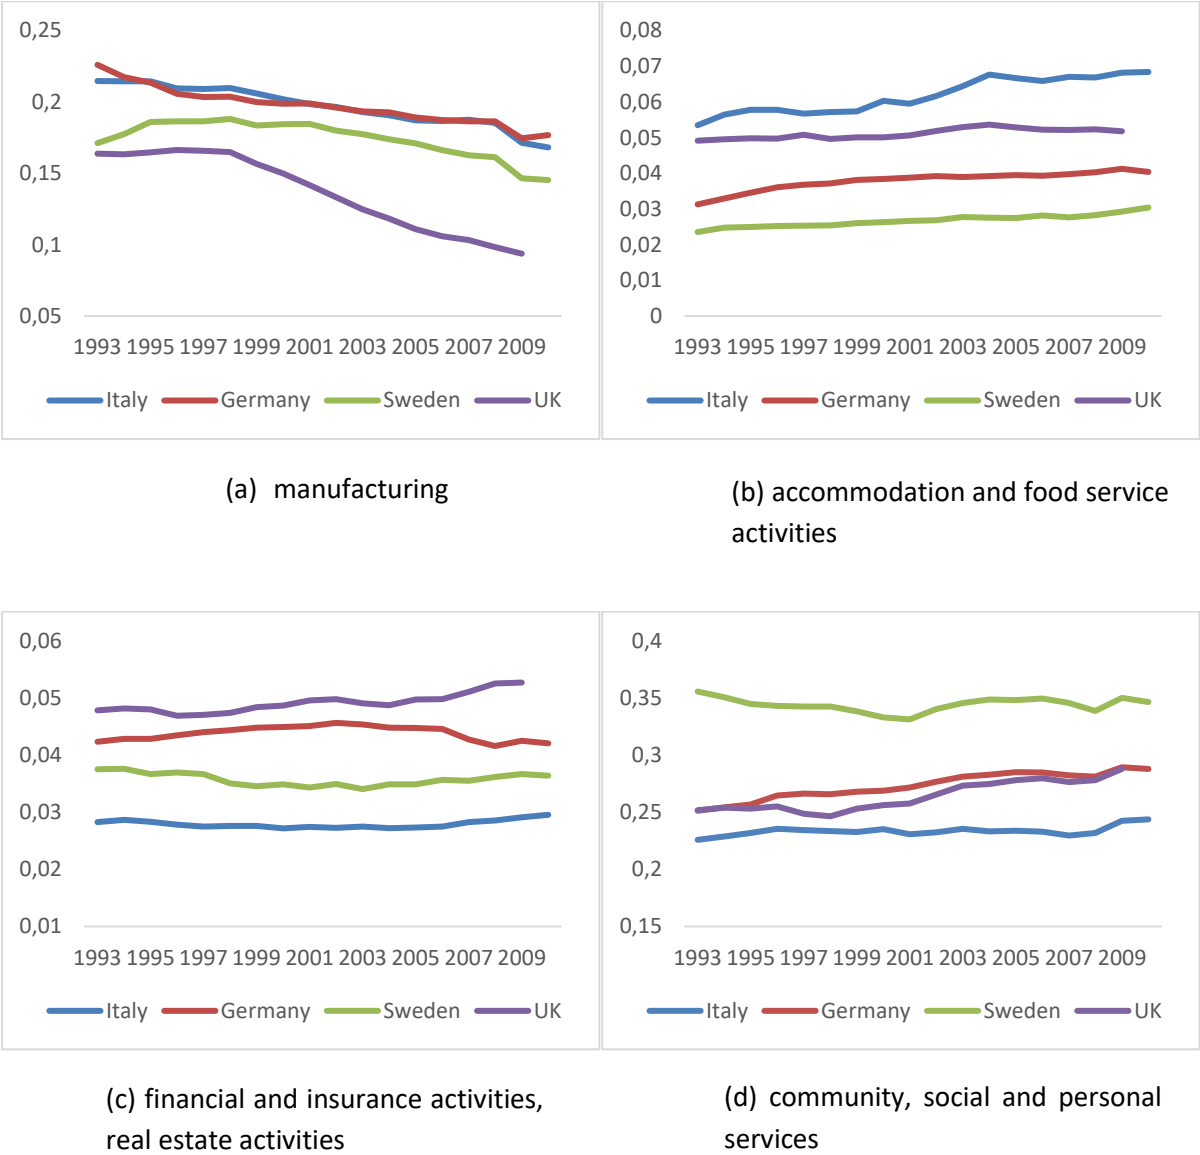 0,25
0,2
0,15
0,1
0,05
1993 1995 1997 1999 2001 2003 2005 2007 2009
Italy Germany Sweden UK
(a) manufacturing
0,08
0,07
0,06
0,05
0,04
0,03
0,02
0,01
0
1993 1995 1997 1999 2001 2003 2005 2007 2009
Italy Germany Sweden UK
(b) accommodation and food service
activities
0,06
0,05
0,04
0,03
0,02
0,01
1993 1995 1997 1999 2001 2003 2005 2007 2009
Italy Germany Sweden UK
(c) financial and insurance activities,
real estate activities
0,4
0,35
0,3
0,25
0,2
0,15
1993 1995 1997 1999 2001 2003 2005 2007 2009
Italy Germany Sweden UK
(d) community, social and personal
services